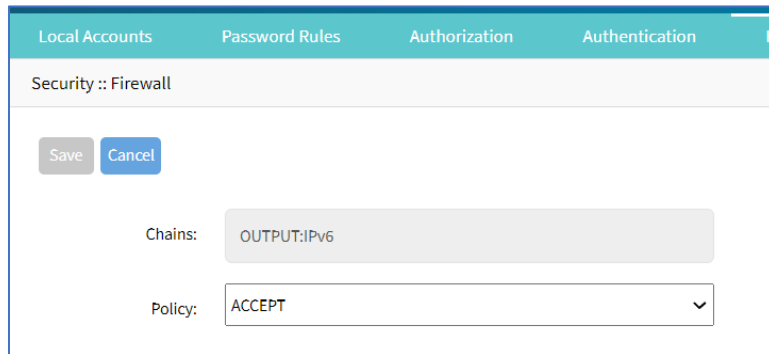 Local Accounts Password Rules Authorization Authentication
Security :: Firewall
Save Cancel
Chains: OUTPUT:IPv6
Policy: ACCEPT